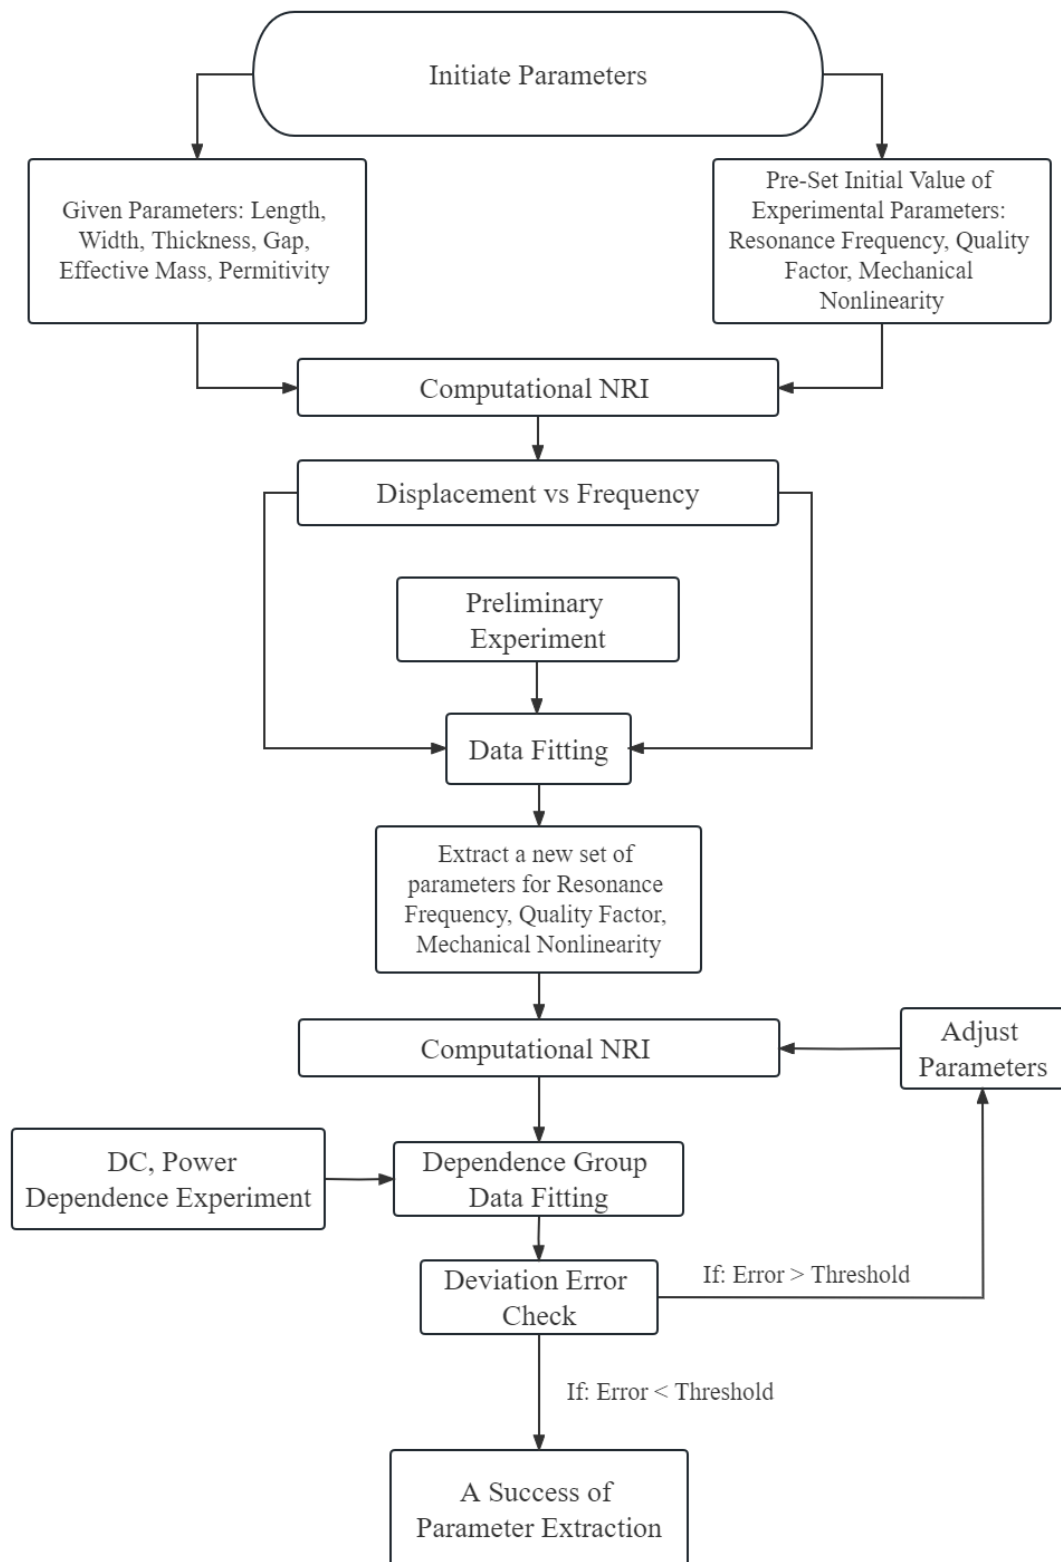 Initiate Parameters
Given Parameters: Length,
Width, Thickness, Gap,
Effective Mass, Permitivity
Pre-Set Initial Value of
Experimental Parameters:
Resonance Frequency, Quality
Factor, Mechanical
Nonlinearity
Computational NRI
Displacement vs Frequency
Preliminary
Experiment
Data Fitting
Extract a new set of
parameters for Resonance
Frequency, Quality Factor,
Mechanical Nonlinearity
Computational NRI
Adjust
Parameters
DC, Power
Dependence Experiment
Dependence Group
Data Fitting
Deviation Error
Check
If: Error > Threshold
If: Error < Threshold
A Success of
Parameter Extraction